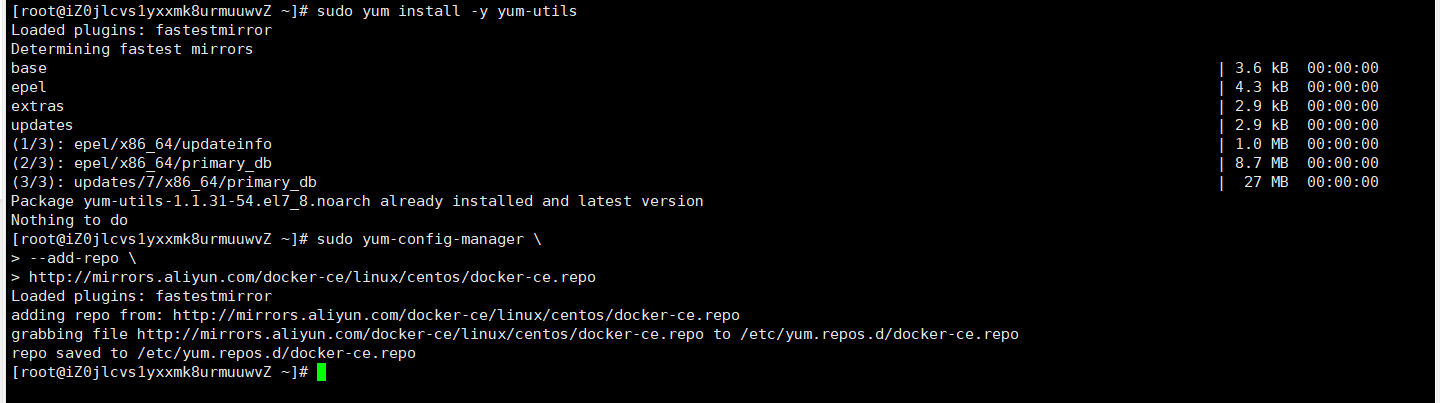 [root@iZ0jlcvs1yxxmk8urmuuwvZ ~]# sudo yum install -y yum-utils
Loaded plugins: fastestmirror
Determining fastest mirrors
base | 3.6 kB 00:00:00
epel | 4.3 kB 00:00:00
extras | 2.9 kB 00:00:00
updates | 2.9 kB 00:00:00
(1/3): epel/x86_64/updateinfo | 1.0 MB 00:00:00
(2/3): epel/x86_64/primary_db | 8.7 MB 00:00:00
(3/3): updates/7/x86_64/primary_db | 27 MB 00:00:00
Package yum-utils-1.1.31-54.el7_8.noarch already installed and latest version
Nothing to do
[root@iZ0jlcvs1yxxmk8urmuuwvZ ~]# sudo yum-config-manager \
> --add-repo \
> http://mirrors.aliyun.com/docker-ce/linux/centos/docker-ce.repo
Loaded plugins: fastestmirror
adding repo from: http://mirrors.aliyun.com/docker-ce/linux/centos/docker-ce.repo
grabbing file http://mirrors.aliyun.com/docker-ce/linux/centos/docker-ce.repo to /etc/yum.repos.d/docker-ce.repo
repo saved to /etc/yum.repos.d/docker-ce.repo
[root@iZ0jlcvs1yxxmk8urmuuwvZ ~]#